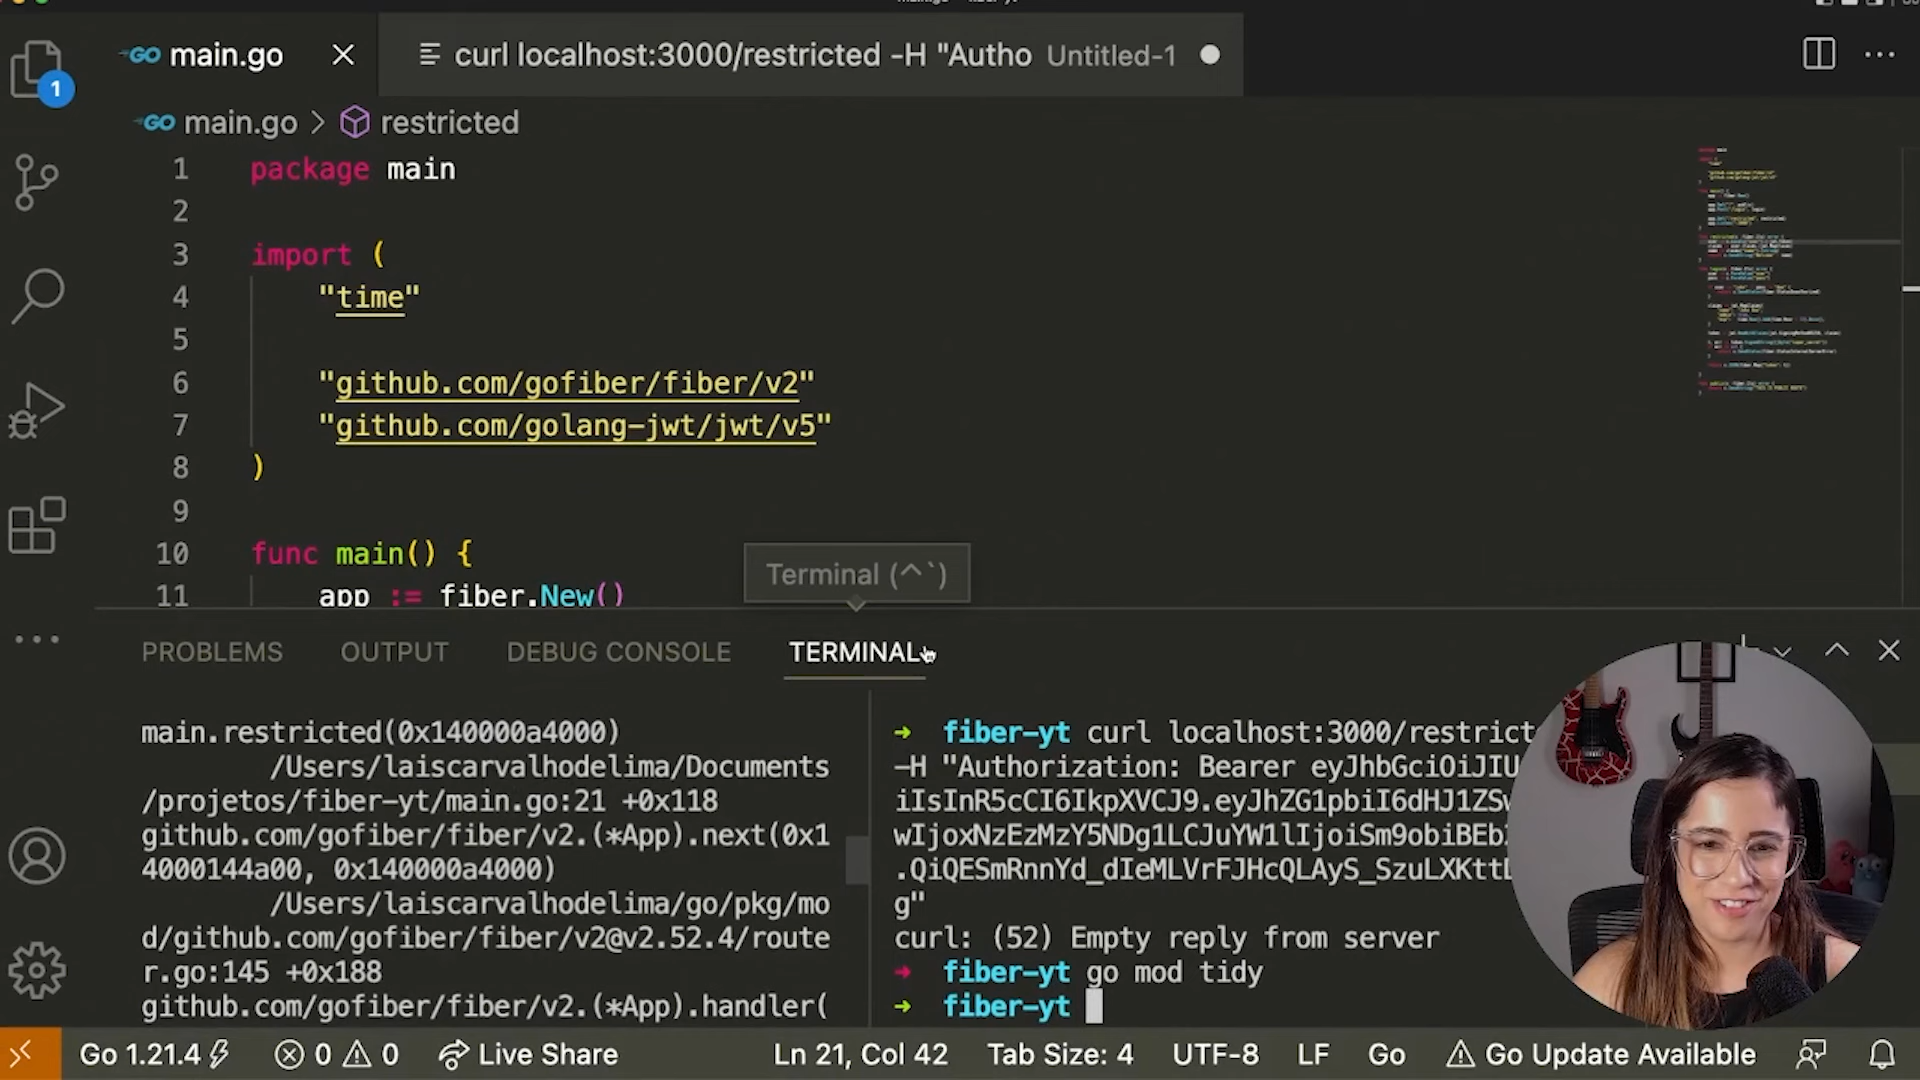 GO main.go
curl localhost:3000/restricted -H "Autho Untitled-1
1
GO main.go > restricted
1 package main
2
3 import (
4 "time"
5
6 "github.com/gofiber/fiber/v2"
7 "github.com/golang-jwt/jwt/v5"
8 )
9
10 func main() {
11 app := fiber.New()
Terminal (^`)
PROBLEMS OUTPUT DEBUG CONSOLE TERMINAL
main.restricted(0x140000a4000)
/Users/laiscarvalhodelima/Documents
/projetos/fiber-yt/main.go:21 +0x118
github.com/gofiber/fiber/v2.(*App).next(0x1
4000144a00, 0x140000a4000)
/Users/laiscarvalhodelima/go/pkg/mo
d/github.com/gofiber/fiber/v2@v2.52.4/route
r.go:145 +0x188
github.com/gofiber/fiber/v2.(*App).handler(
➜ fiber-yt curl localhost:3000/restrict
-H "Authorization: Bearer eyJhbGciOiJIU
iIsInR5cCI6IkpXVCJ9.eyJhZG1pbiI6dHJ1ZSw
wIjoxNzEzMzY5NDg1LCJuYW1lIjoiSm9obiBEb
.QiQESmRnnYd_dIeMLVrFJHcQLAyS_SzuLXKttD
g"
curl: (52) Empty reply from server
➜ fiber-yt go mod tidy
➜ fiber-yt
Go 1.21.4 0 0 Live Share Ln 21, Col 42 Tab Size: 4 UTF-8 LF Go Go Update Available